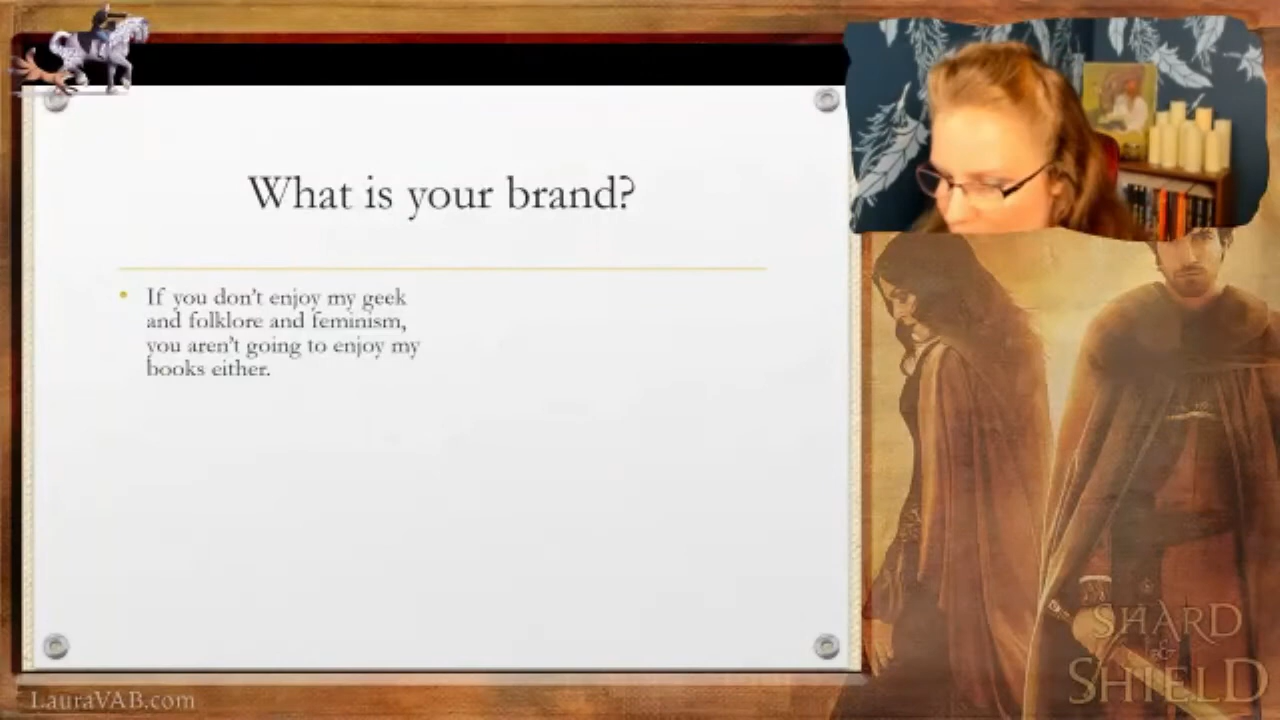 What is your brand?
If you don't enjoy my geek
and folklore and feminism,
you aren't going to enjoy my
books either.
SHARD
&
SHIELD
LauraVAB.com